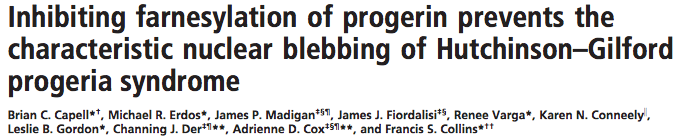 Inhibiting farnesylation of progerin prevents the
characteristic nuclear blebbing of Hutchinson–Gilford
progeria syndrome
Brian C. Capell*†, Michael R. Erdos*, James P. Madigan‡§¶, James J. Fiordalisi‡§, Renee Varga*, Karen N. Conneely∥,
Leslie B. Gordon*, Channing J. Der‡¶**, Adrienne D. Cox‡§¶**, and Francis S. Collins*††